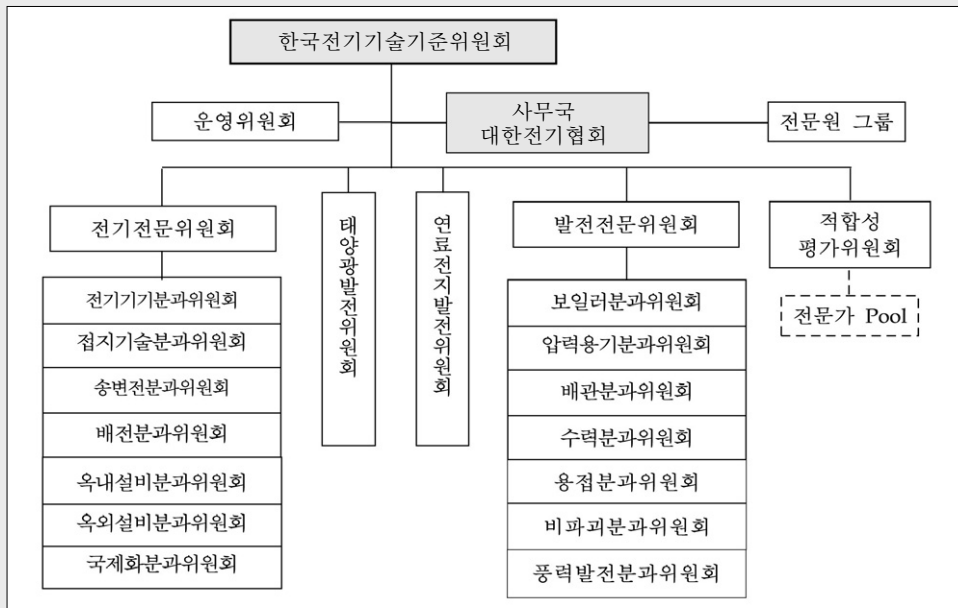 한국전기기술기준위원회
운영위원회
사무국
대한전기협회
전문원 그룹
전기전문위원회
태양광발전위원회
연료전지발전위원회
발전전문위원회
적합성
평가위원회
전문가 Pool
전기기기분과위원회
접지기술분과위원회
송변전분과위원회
배전분과위원회
옥내설비분과위원회
옥외설비분과위원회
국제화분과위원회
보일러분과위원회
압력용기분과위원회
배관분과위원회
수력분과위원회
용접분과위원회
비파괴분과위원회
풍력발전분과위원회